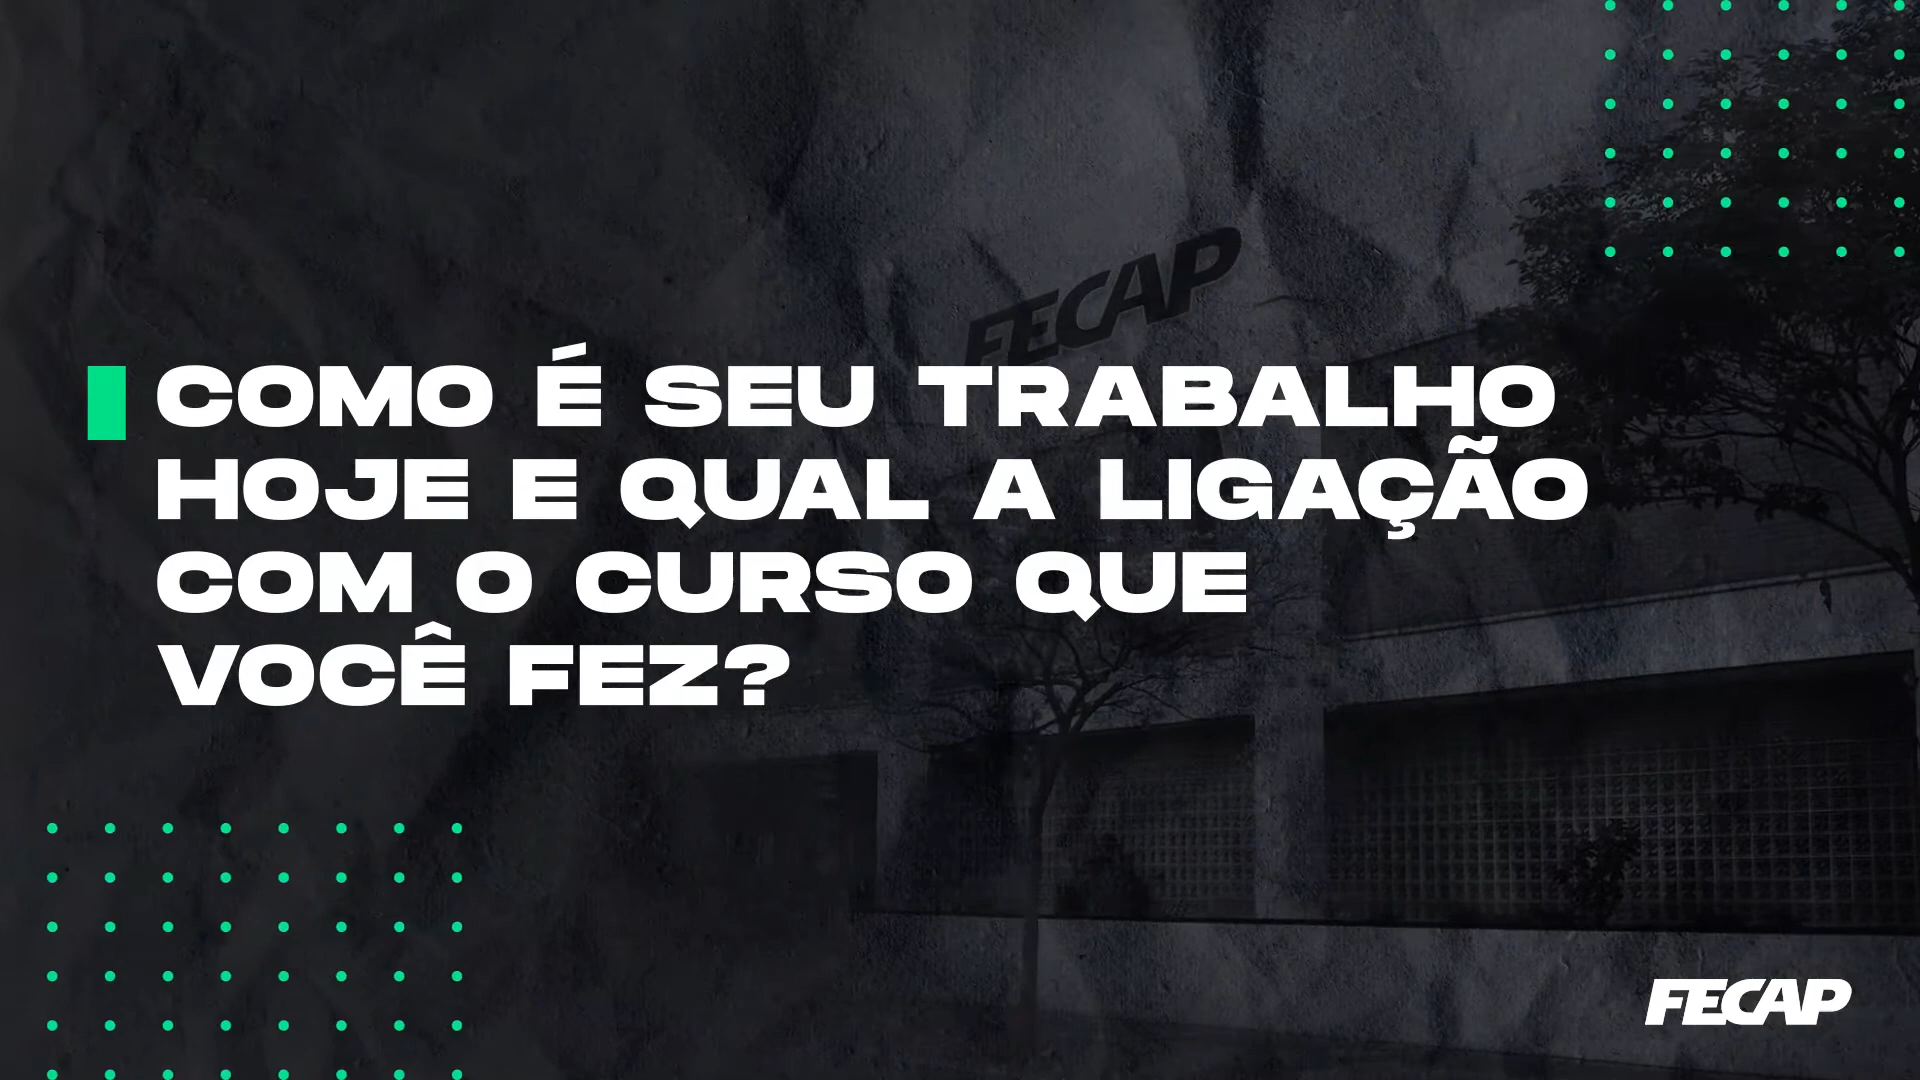 FECAP
COMO É SEU TRABALHO
HOJE E QUAL A LIGAÇÃO
COM O CURSO QUE
VOCÊ FEZ?
FECAP